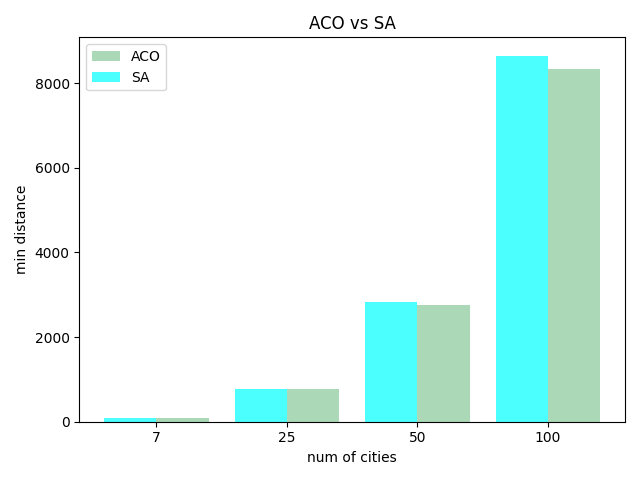 ACO vs SA
ACO
SA
8000
6000
4000
2000
0
min distance
7 25 50 100
num of cities